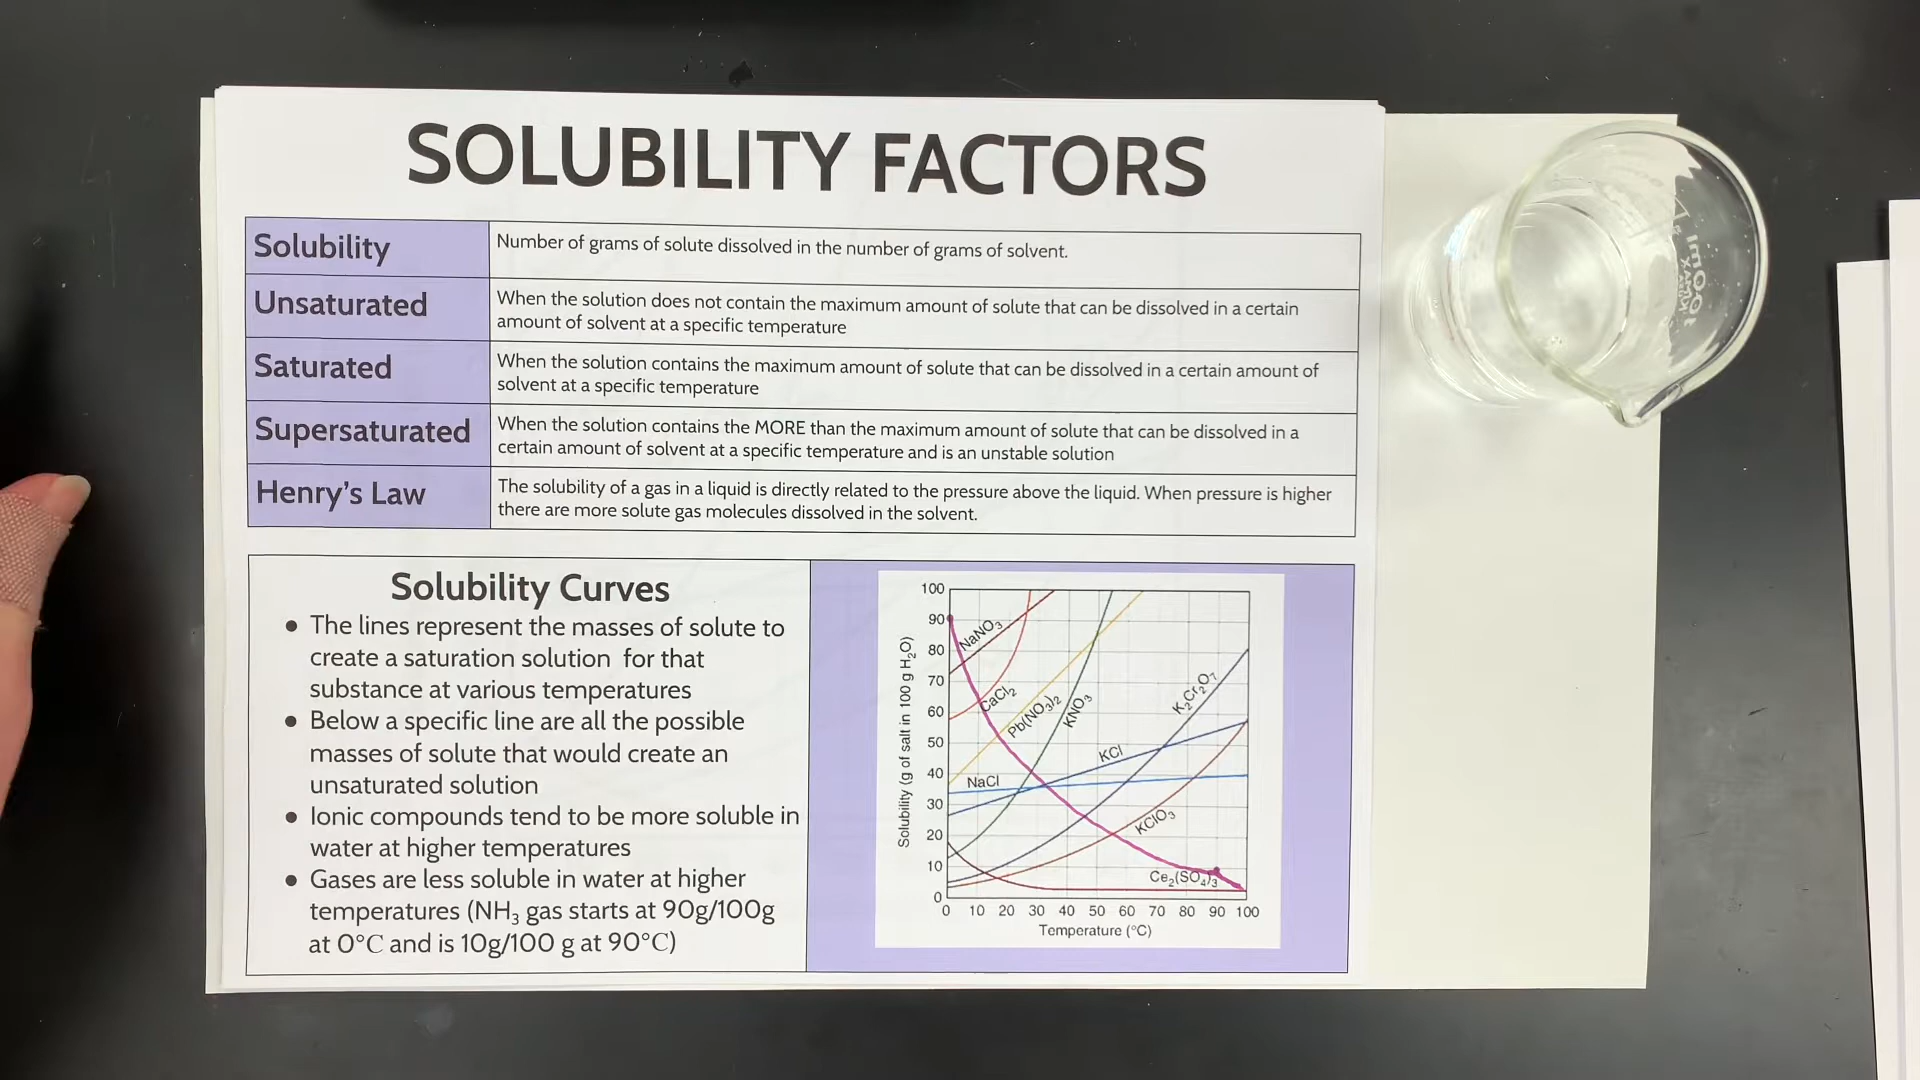 SOLUBILITY FACTORS
Solubility
Number of grams of solute dissolved in the number of grams of solvent.
Unsaturated
When the solution does not contain the maximum amount of solute that can be dissolved in a certain
amount of solvent at a specific temperature
Saturated
When the solution contains the maximum amount of solute that can be dissolved in a certain amount of
solvent at a specific temperature
Supersaturated
When the solution contains the MORE than the maximum amount of solute that can be dissolved in a
certain amount of solvent at a specific temperature and is an unstable solution
Henry's Law
The solubility of a gas in a liquid is directly related to the pressure above the liquid. When pressure is higher
there are more solute gas molecules dissolved in the solvent.
Solubility Curves
● The lines represent the masses of solute to
create a saturation solution for that
substance at various temperatures
● Below a specific line are all the possible
masses of solute that would create an
unsaturated solution
● Ionic compounds tend to be more soluble in
water at higher temperatures
● Gases are less soluble in water at higher
temperatures (NH₃ gas starts at 90g/100g
at 0°C and is 10g/100 g at 90°C)
Solubility (g of salt in 100 g H₂O)
100
90
80
70
60
50
40
30
20
10
0
NaNO₃
CaCl₂
Pb(NO₃)₂
KNO₃
K₂Cr₂O₇
KCl
NaCl
KClO₃
Ce₂(SO₄)₃
0 10 20 30 40 50 60 70 80 90 100
Temperature (°C)
100ml